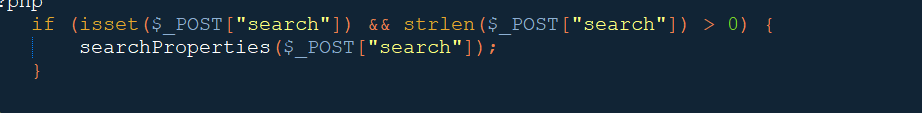 ?php
if (isset($_POST["search"]) && strlen($_POST["search"]) > 0) {
searchProperties($_POST["search"]);
}